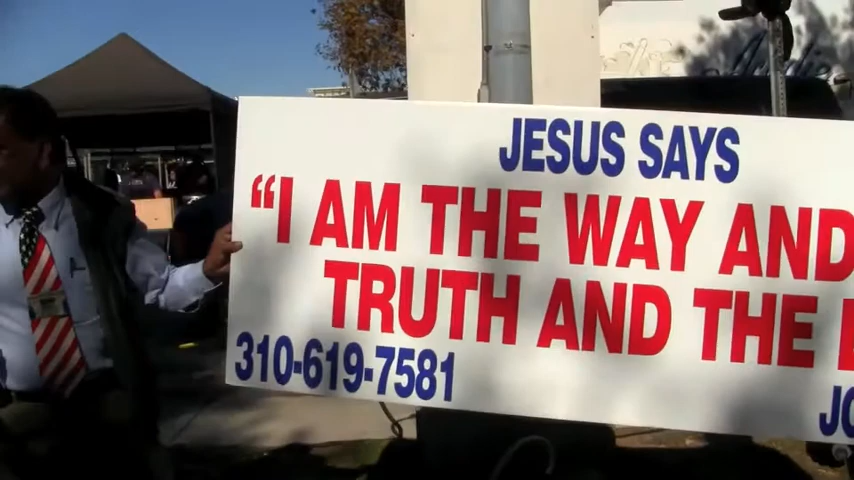 JESUS SAYS
"I AM THE WAY AND
TRUTH AND THE
310-619-7581